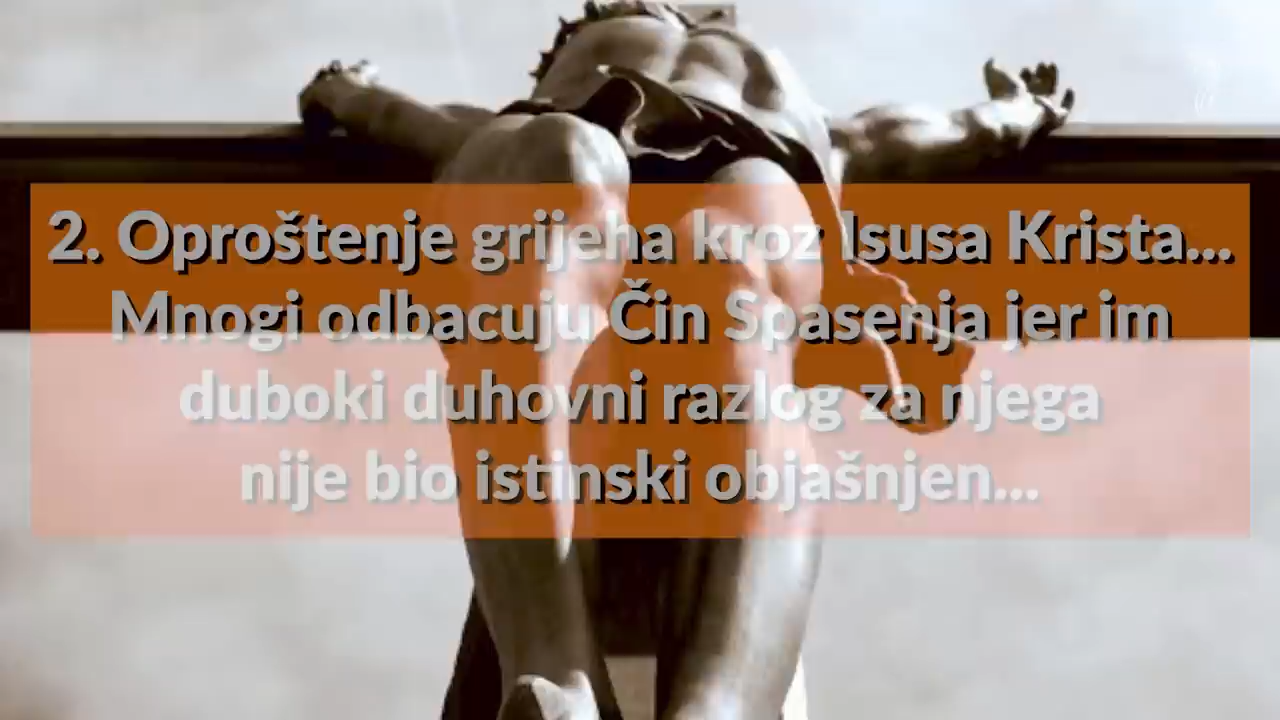 2. Oproštenje grijeha kroz Isusa Krista...
Mnogi odbacuju Čin Spasenja jer im
duboki duhovni razlog za njega
nije bio istinski objašnjen...